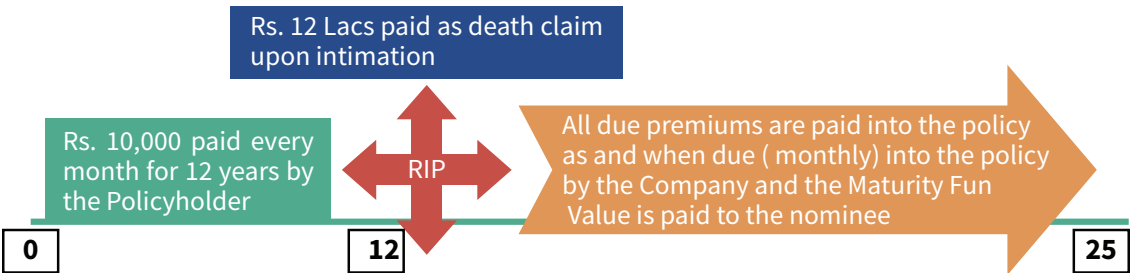 Rs. 12 Lacs paid as death claim
upon intimation
Rs. 10,000 paid every
month for 12 years by
the Policyholder
RIP
All due premiums are paid into the policy
as and when due ( monthly) into the policy
by the Company and the Maturity Fun
Value is paid to the nominee
0
12
25